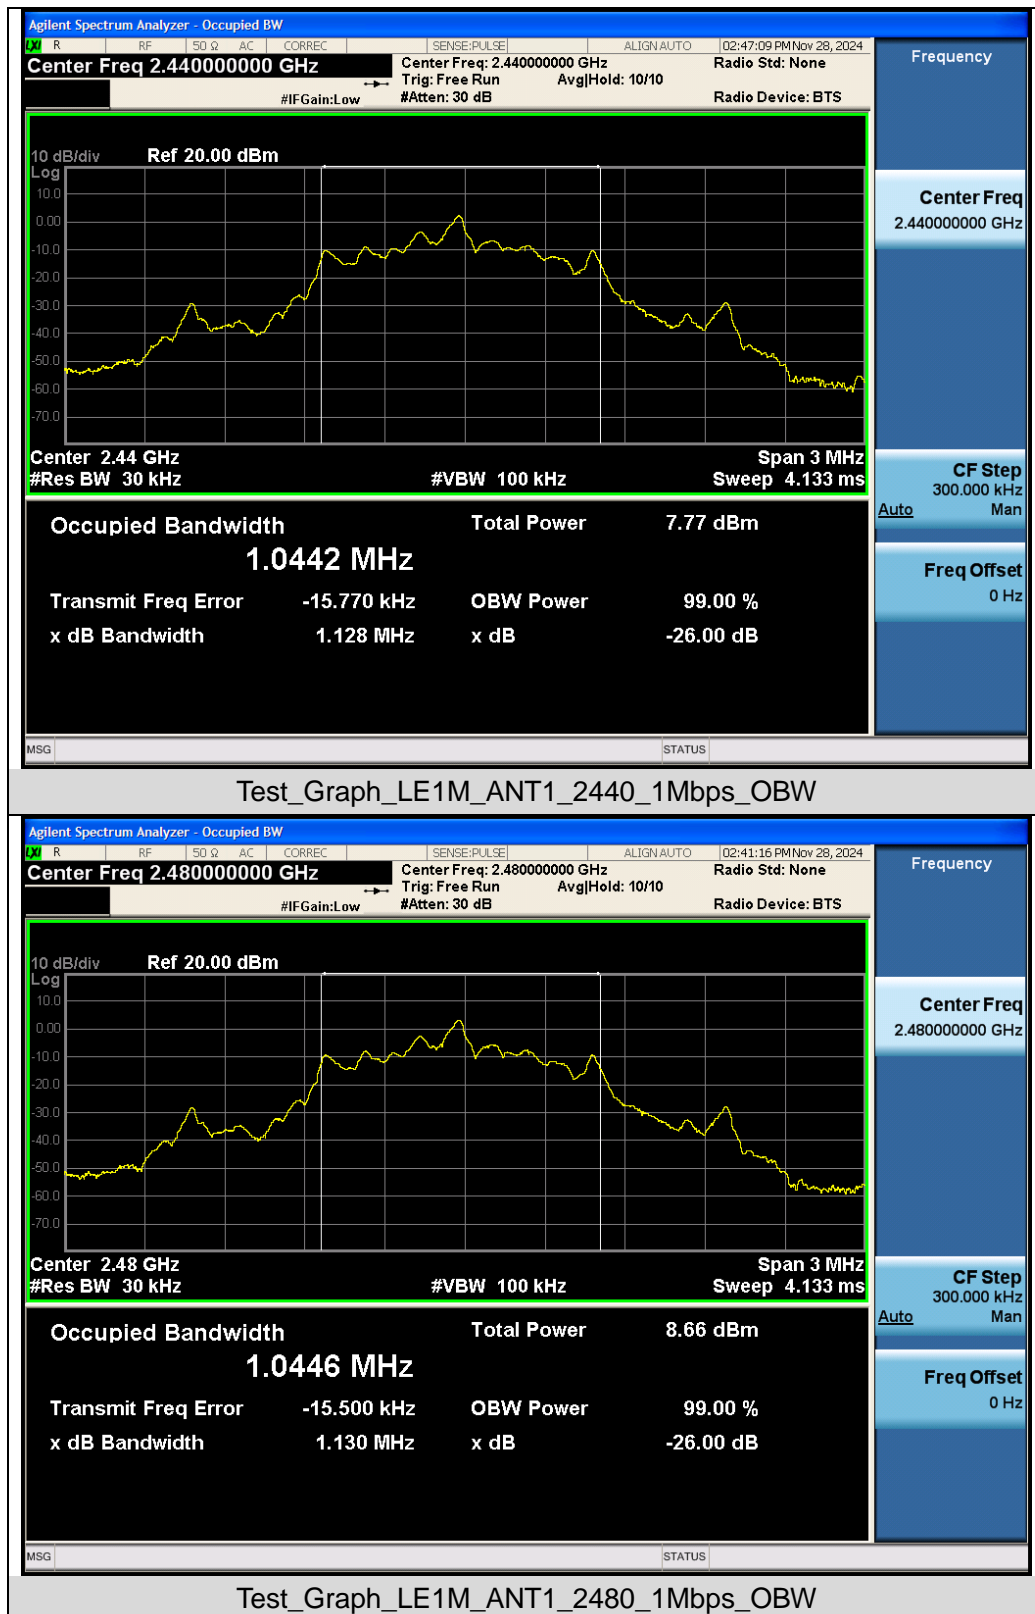 Agilent Spectrum Analyzer - Occupied BW
LXI R RF 50 Ω AC CORREC SENSE:PULSE ALIGN AUTO 02:47:09 PM Nov 28, 2024
Center Freq 2.440000000 GHz
Center Freq: 2.440000000 GHz
Radio Std: None
Trig: Free Run Avg|Hold: 10/10
#IFGain:Low
#Atten: 30 dB
Radio Device: BTS
Frequency
10 dB/div Ref 20.00 dBm
Log
10.0
0.00
-10.0
-20.0
-30.0
-40.0
-50.0
-60.0
-70.0
Center Freq
2.440000000 GHz
Center 2.44 GHz Span 3 MHz
#Res BW 30 kHz #VBW 100 kHz Sweep 4.133 ms
CF Step
300.000 kHz
Auto Man
Occupied Bandwidth Total Power 7.77 dBm
1.0442 MHz
Transmit Freq Error -15.770 kHz OBW Power 99.00 %
x dB Bandwidth 1.128 MHz x dB -26.00 dB
Freq Offset
0 Hz
MSG STATUS
Test_Graph_LE1M_ANT1_2440_1Mbps_OBW
Agilent Spectrum Analyzer - Occupied BW
LXI R RF 50 Ω AC CORREC SENSE:PULSE ALIGN AUTO 02:41:16 PM Nov 28, 2024
Center Freq 2.480000000 GHz
Center Freq: 2.480000000 GHz
Radio Std: None
Trig: Free Run Avg|Hold: 10/10
#IFGain:Low
#Atten: 30 dB
Radio Device: BTS
Frequency
10 dB/div Ref 20.00 dBm
Log
10.0
0.00
-10.0
-20.0
-30.0
-40.0
-50.0
-60.0
-70.0
Center Freq
2.480000000 GHz
Center 2.48 GHz Span 3 MHz
#Res BW 30 kHz #VBW 100 kHz Sweep 4.133 ms
CF Step
300.000 kHz
Auto Man
Occupied Bandwidth Total Power 8.66 dBm
1.0446 MHz
Transmit Freq Error -15.500 kHz OBW Power 99.00 %
x dB Bandwidth 1.130 MHz x dB -26.00 dB
Freq Offset
0 Hz
MSG STATUS
Test_Graph_LE1M_ANT1_2480_1Mbps_OBW